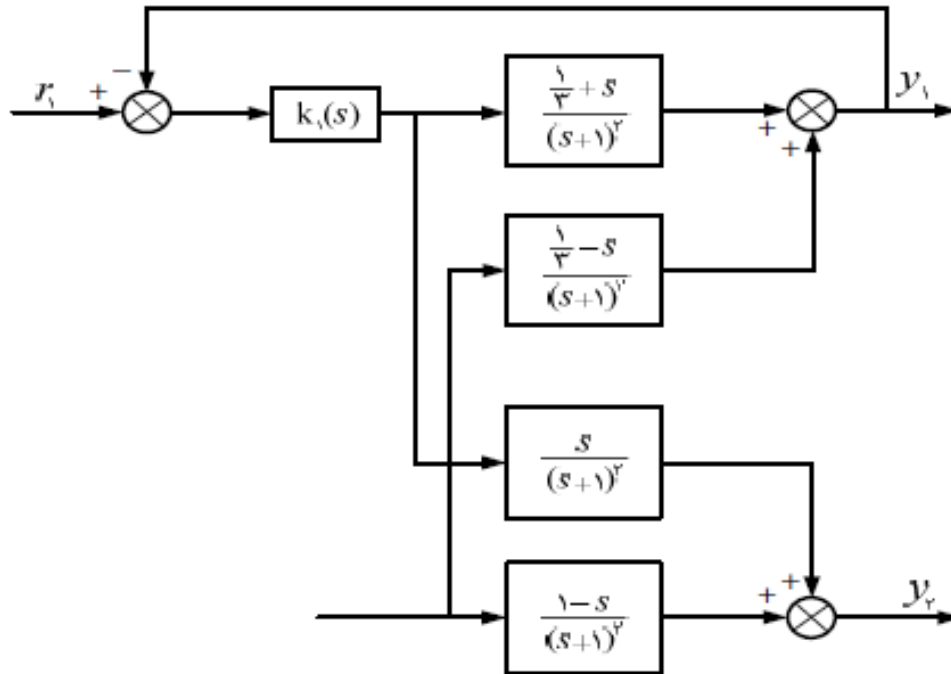 r₁ + − k₁(s) (۱/۳ + s)/(s+۱)^۲ + + y₁
(۱/۳ − s)/(s+۱)^۲
s/(s+۱)^۲
(۱ − s)/(s+۱)^۲ + + y₂